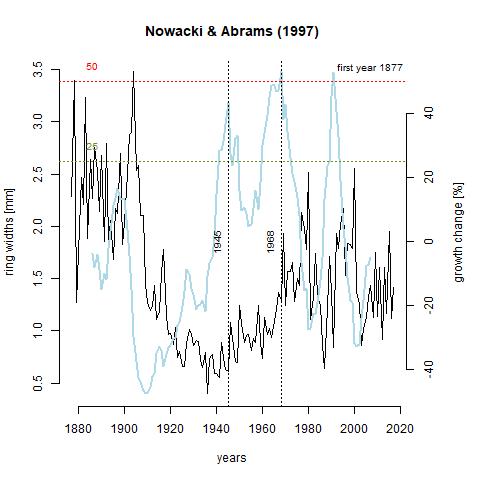 Nowacki & Abrams (1997)
50
first year 1877
25
1945
1968
3.5
3.0
2.5
2.0
1.5
1.0
0.5
ring widths [mm]
40
20
0
-20
-40
growth change [%]
1880 1900 1920 1940 1960 1980 2000 2020
years